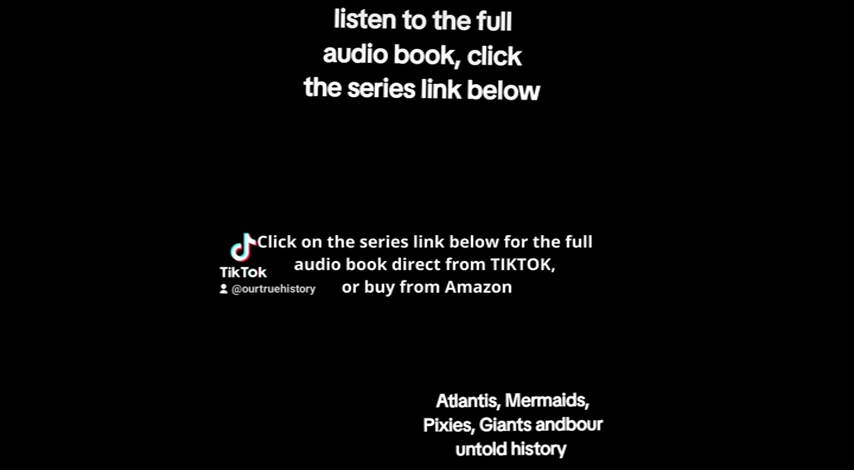 listen to the full
audio book, click
the series link below
Click on the series link below for the full
audio book direct from TIKTOK,
or buy from Amazon
TikTok
@ourtruehistory
Atlantis, Mermaids,
Pixies, Giants andbour
untold history